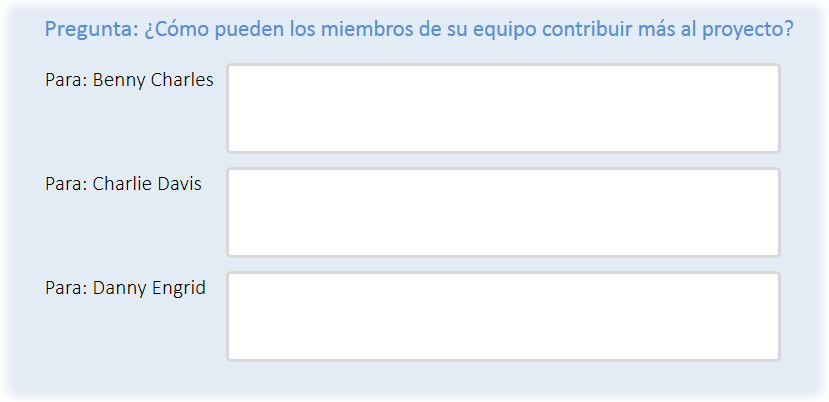 Pregunta: ¿Cómo pueden los miembros de su equipo contribuir más al proyecto?
Para: Benny Charles
Para: Charlie Davis
Para: Danny Engrid